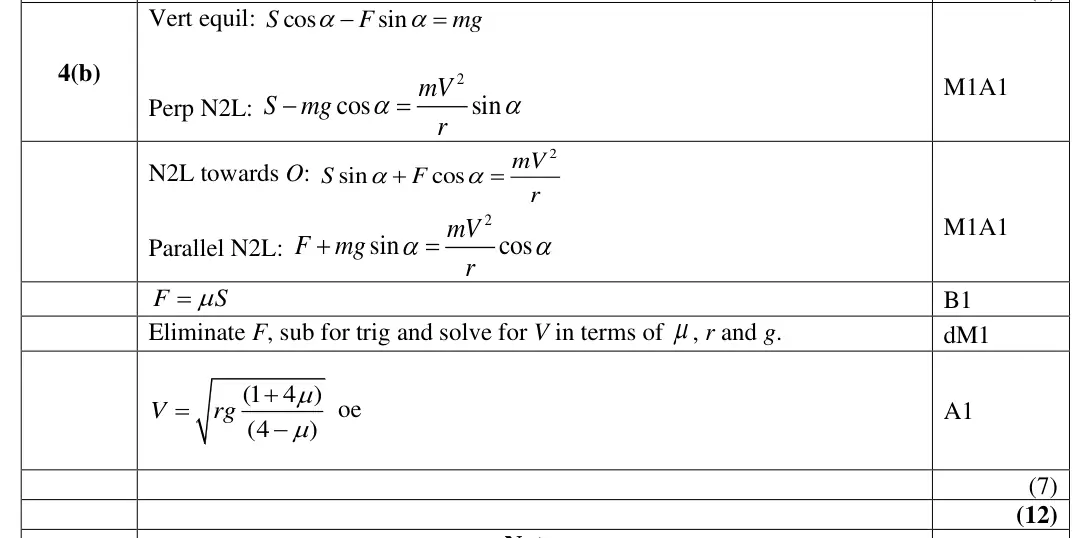 Vert equil: S cos α − F sin α = mg
4(b)
Perp N2L: S − mg cos α = mV²/r sin α
M1A1
N2L towards O: S sin α + F cos α = mV²/r
Parallel N2L: F + mg sin α = mV²/r cos α
M1A1
F = μS
B1
Eliminate F, sub for trig and solve for V in terms of μ, r and g.
dM1
V = √(rg (1 + 4μ)/(4 − μ)) oe
A1
(7)
(12)